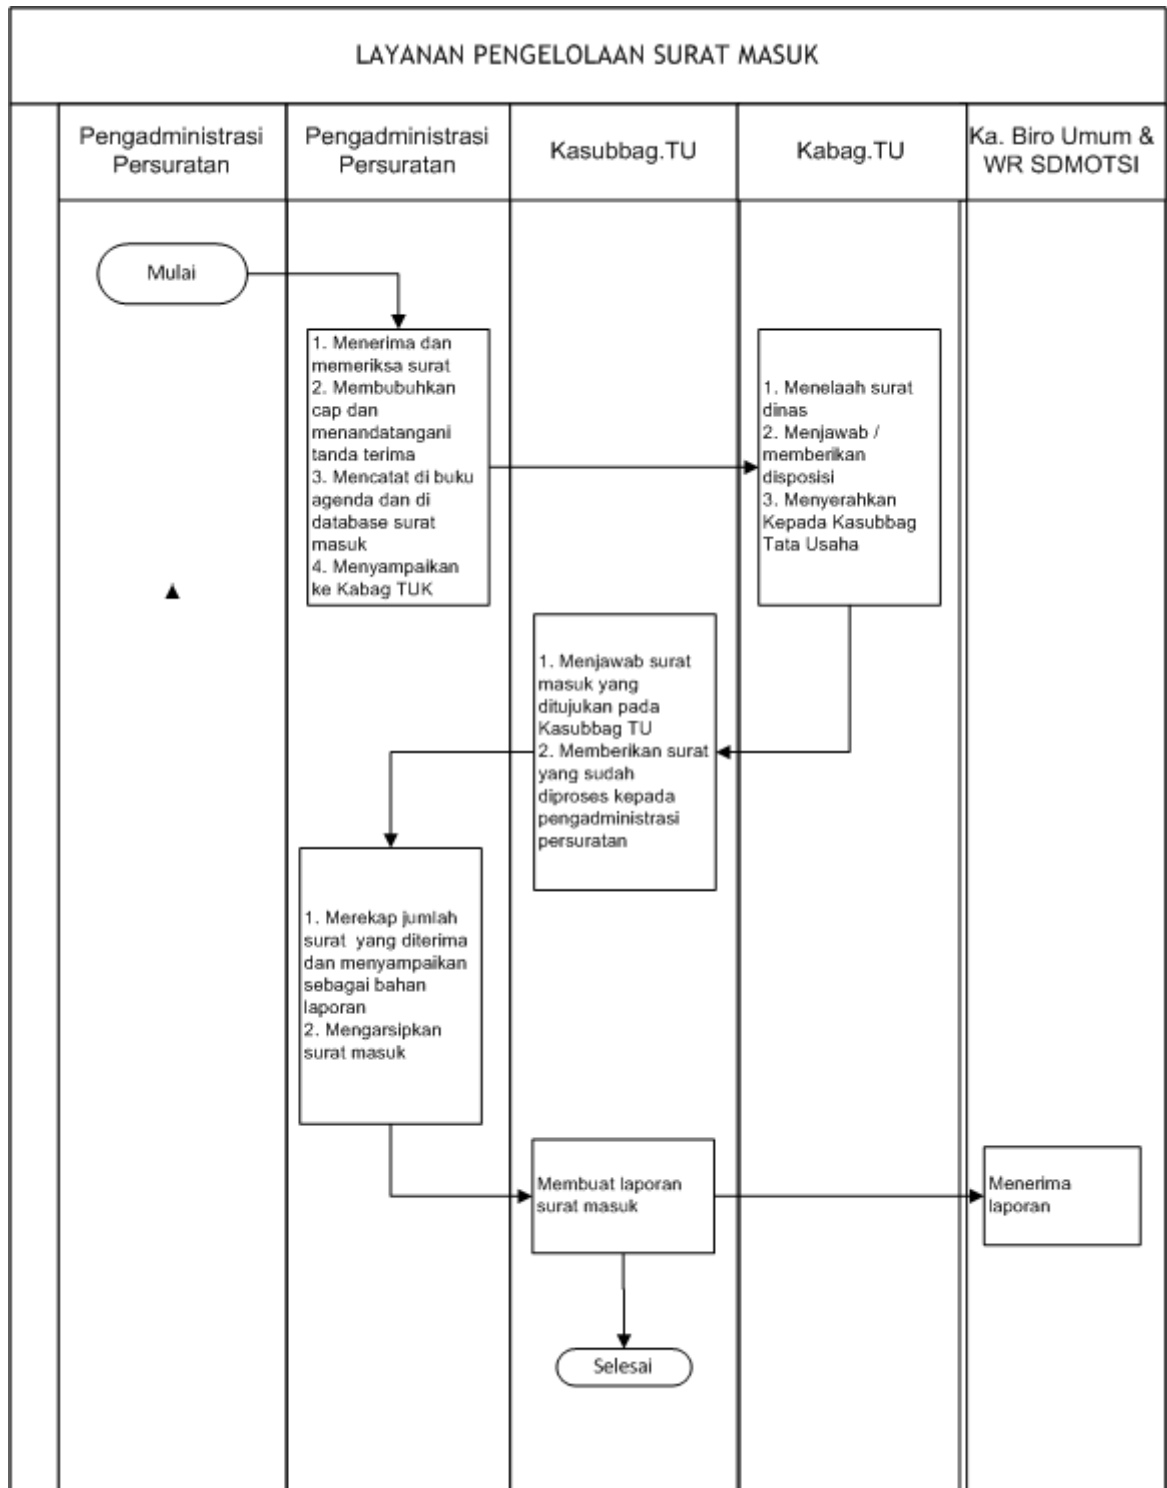 LAYANAN PENGELOLAAN SURAT MASUK
Pengadministrasi
Persuratan
Pengadministrasi
Persuratan
Kasubbag.TU
Kabag.TU
Ka. Biro Umum &
WR SDMOTSI
Mulai
1. Menerima dan
memeriksa surat
2. Membubuhkan
cap dan
menandatangani
tanda terima
3. Mencatat di buku
agenda dan di
database surat
masuk
4. Menyampaikan
ke Kabag TUK
1. Menelaah surat
dinas
2. Menjawab /
memberikan
disposisi
3. Menyerahkan
Kepada Kasubbag
Tata Usaha
1. Menjawab surat
masuk yang
ditujukan pada
Kasubbag TU
2. Memberikan surat
yang sudah
diproses kepada
pengadministrasi
persuratan
1. Merekap jumlah
surat  yang diterima
dan menyampaikan
sebagai bahan
laporan
2. Mengarsipkan
surat masuk
Membuat laporan
surat masuk
Menerima
laporan
Selesai